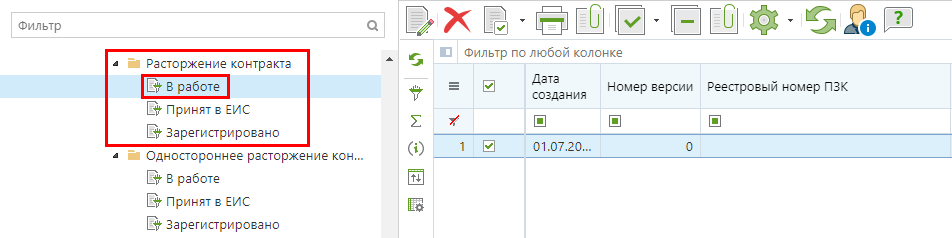 Фильтр
Расторжение контракта
В работе
Принят в ЕИС
Зарегистрировано
Одностороннее расторжение кон...
В работе
Принят в ЕИС
Зарегистрировано
Фильтр по любой колонке
Дата создания
Номер версии
Реестровый номер ПЗК
1
01.07.20...
0